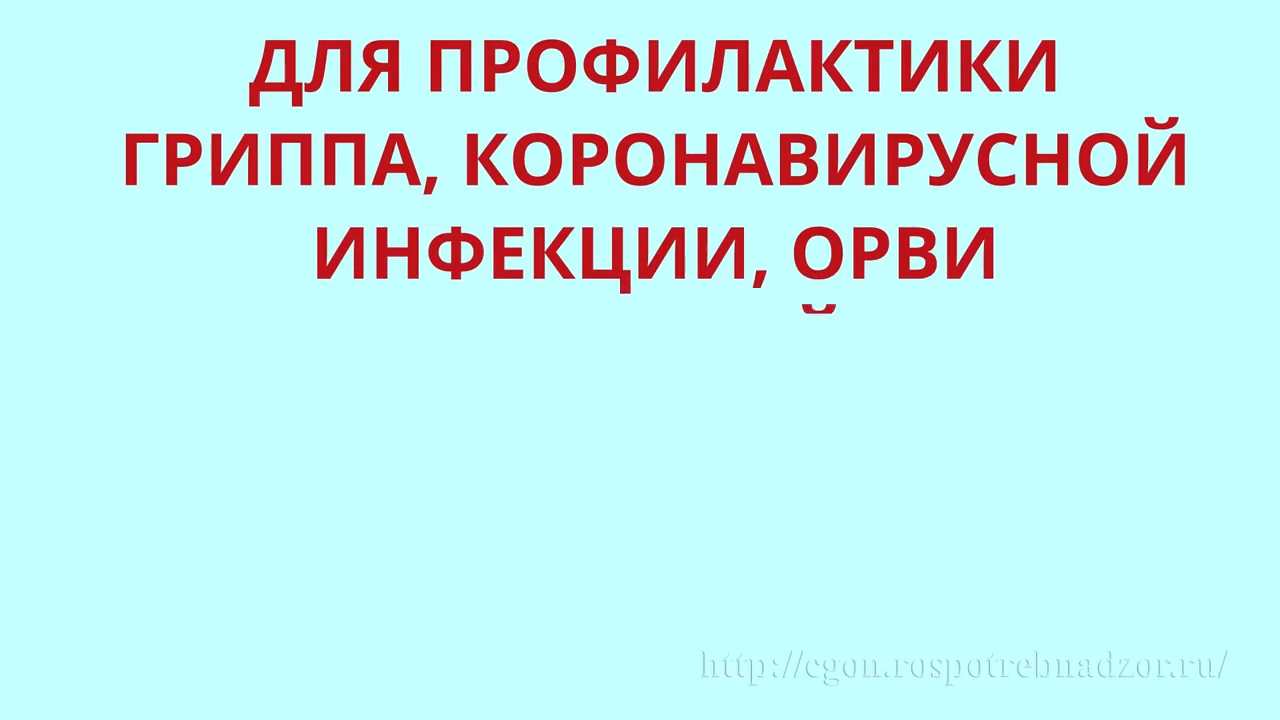 ДЛЯ ПРОФИЛАКТИКИ
ГРИППА, КОРОНАВИРУСНОЙ
ИНФЕКЦИИ, ОРВИ
http://cgon.rospotrebnadzor.ru/